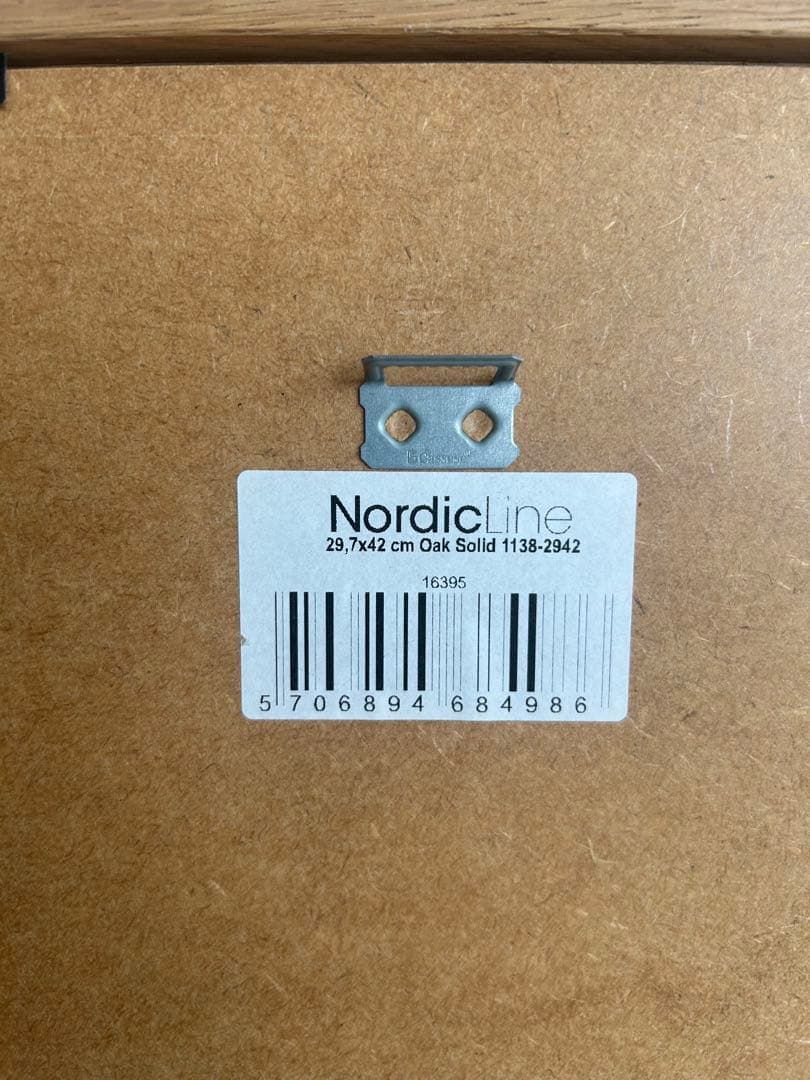 NordicLine
29,7x42 cm Oak Solid 1138-2942
16395
5 706894 684986